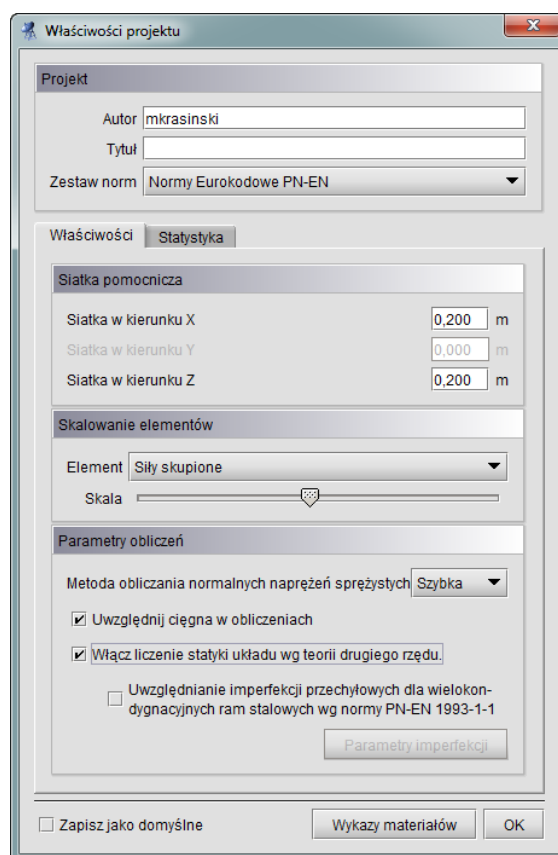 Właściwości projektu
Projekt
Autor mkrasinski
Tytuł
Zestaw norm Normy Eurokodowe PN-EN
Właściwości Statystyka
Siatka pomocnicza
Siatka w kierunku X 0,200 m
Siatka w kierunku Y 0,000 m
Siatka w kierunku Z 0,200 m
Skalowanie elementów
Element Siły skupione
Skala
Parametry obliczeń
Metoda obliczania normalnych naprężeń sprężystych Szybka
Uwzględnij cięgna w obliczeniach
Włącz liczenie statyki układu wg teorii drugiego rzędu.
Uwzględnianie imperfekcji przechyłowych dla wielokon-
dygnacyjnych ram stalowych wg normy PN-EN 1993-1-1
Parametry imperfekcji
Zapisz jako domyślne Wykazy materiałów OK